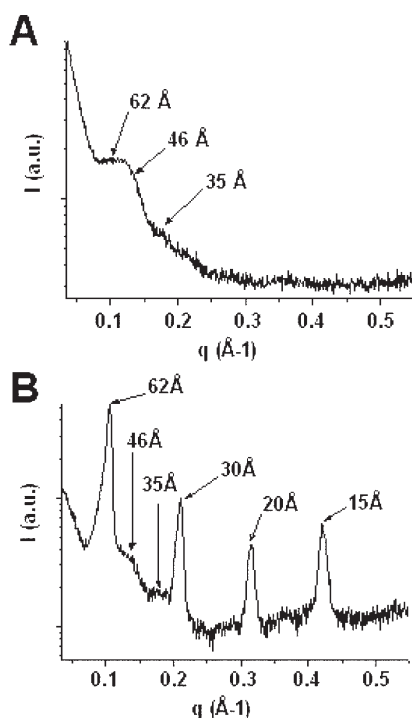 A
62 Å
46 Å
35 Å
I (a.u.)
0.1 0.2 0.3 0.4 0.5
q (Å-1)
B
62Å
46Å
35Å
30Å
20Å
15Å
I (a.u.)
0.1 0.2 0.3 0.4 0.5
q (Å-1)